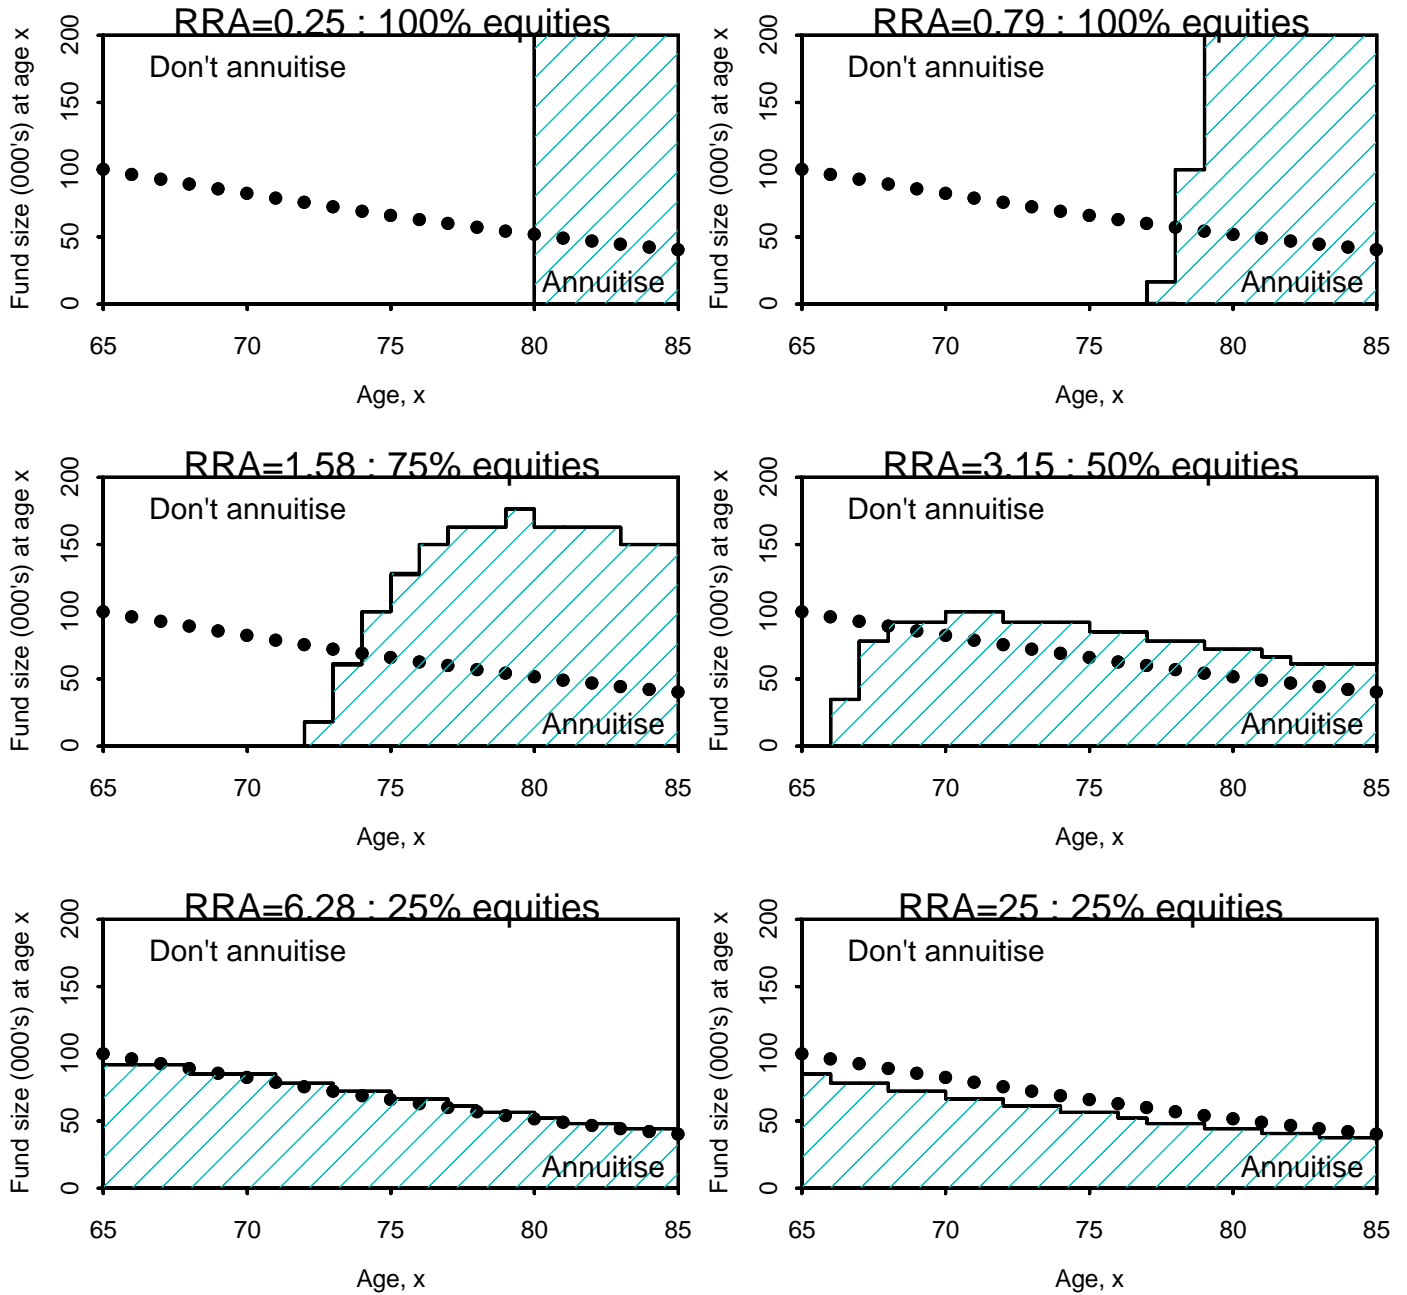 RRA=0.25 : 100% equities
Fund size (000's) at age x
200
150
100
50
0
Don't annuitise
Annuitise
65 70 75 80 85
Age, x
RRA=0.79 : 100% equities
Fund size (000's) at age x
200
150
100
50
0
Don't annuitise
Annuitise
65 70 75 80 85
Age, x
RRA=1.58 : 75% equities
Fund size (000's) at age x
200
150
100
50
0
Don't annuitise
Annuitise
65 70 75 80 85
Age, x
RRA=3.15 : 50% equities
Fund size (000's) at age x
200
150
100
50
0
Don't annuitise
Annuitise
65 70 75 80 85
Age, x
RRA=6.28 : 25% equities
Fund size (000's) at age x
200
150
100
50
0
Don't annuitise
Annuitise
65 70 75 80 85
Age, x
RRA=25 : 25% equities
Fund size (000's) at age x
200
150
100
50
0
Don't annuitise
Annuitise
65 70 75 80 85
Age, x